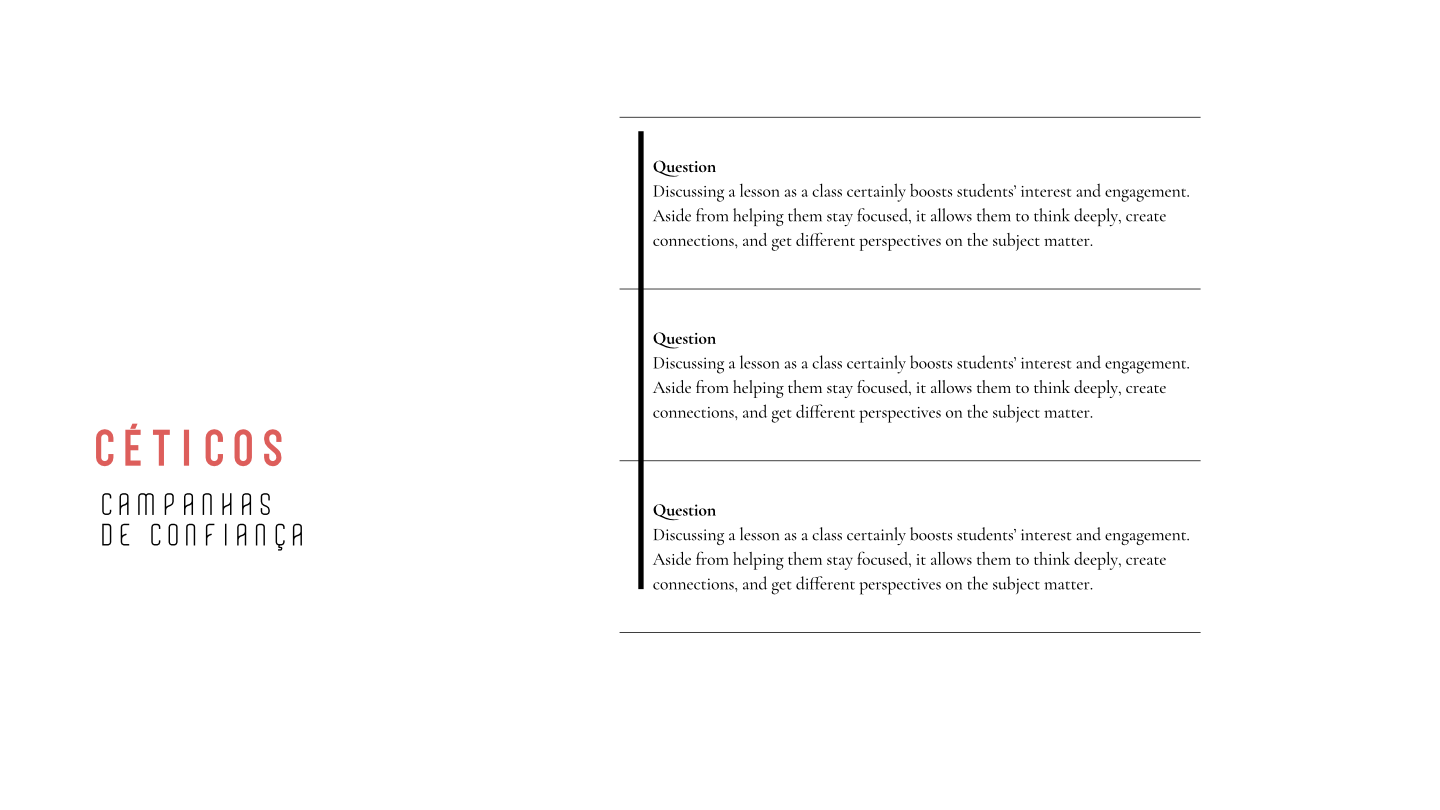 CÉTICOS
CAMPANHAS
DE CONFIANÇA
Question
Discussing a lesson as a class certainly boosts students’ interest and engagement.
Aside from helping them stay focused, it allows them to think deeply, create
connections, and get different perspectives on the subject matter.
Question
Discussing a lesson as a class certainly boosts students’ interest and engagement.
Aside from helping them stay focused, it allows them to think deeply, create
connections, and get different perspectives on the subject matter.
Question
Discussing a lesson as a class certainly boosts students’ interest and engagement.
Aside from helping them stay focused, it allows them to think deeply, create
connections, and get different perspectives on the subject matter.